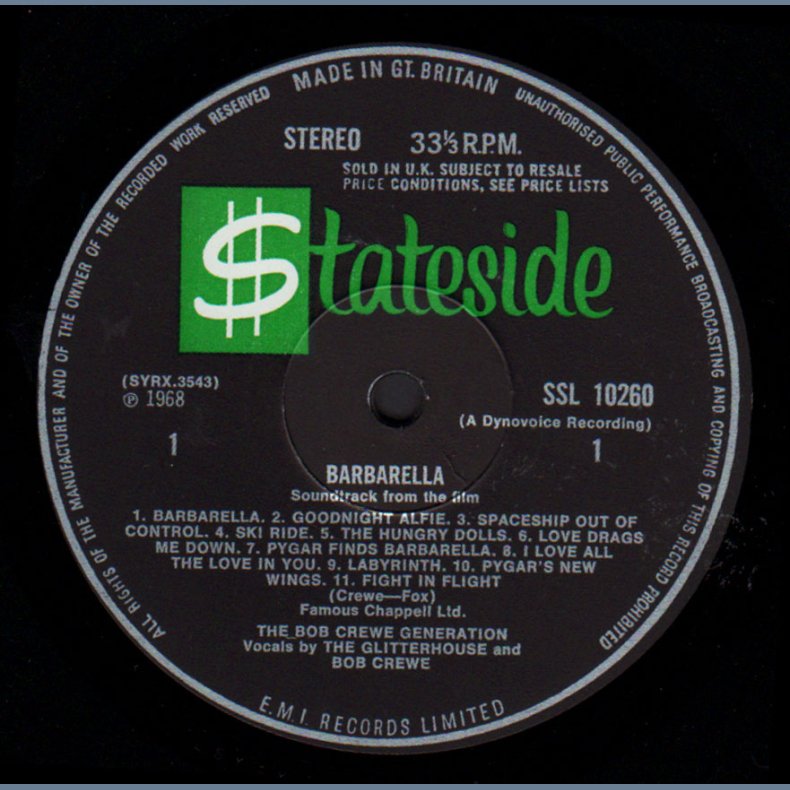 MADE IN GT. BRITAIN
UNAUTHORISED PUBLIC PERFORMANCE BROADCASTING AND COPYING OF THIS RECORD PROHIBITED
ALL RIGHTS OF THE MANUFACTURER AND OF THE OWNER OF THE RECORDED WORK RESERVED
STEREO 33⅓ R.P.M.
SOLD IN U.K. SUBJECT TO RESALE
PRICE CONDITIONS, SEE PRICE LISTS
$tateside
(SYRX.3543)
℗ 1968
SSL 10260
(A Dynovoice Recording)
1
1
BARBARELLA
Soundtrack from the film
1. BARBARELLA. 2. GOODNIGHT ALFIE. 3. SPACESHIP OUT OF
CONTROL. 4. SKI RIDE. 5. THE HUNGRY DOLLS. 6. LOVE DRAGS
ME DOWN. 7. PYGAR FINDS BARBARELLA. 8. I LOVE ALL
THE LOVE IN YOU. 9. LABYRINTH. 10. PYGAR'S NEW
WINGS. 11. FIGHT IN FLIGHT
(Crewe—Fox)
Famous Chappell Ltd.
THE BOB CREWE GENERATION
Vocals by THE GLITTERHOUSE and
BOB CREWE
E.M.I. RECORDS LIMITED